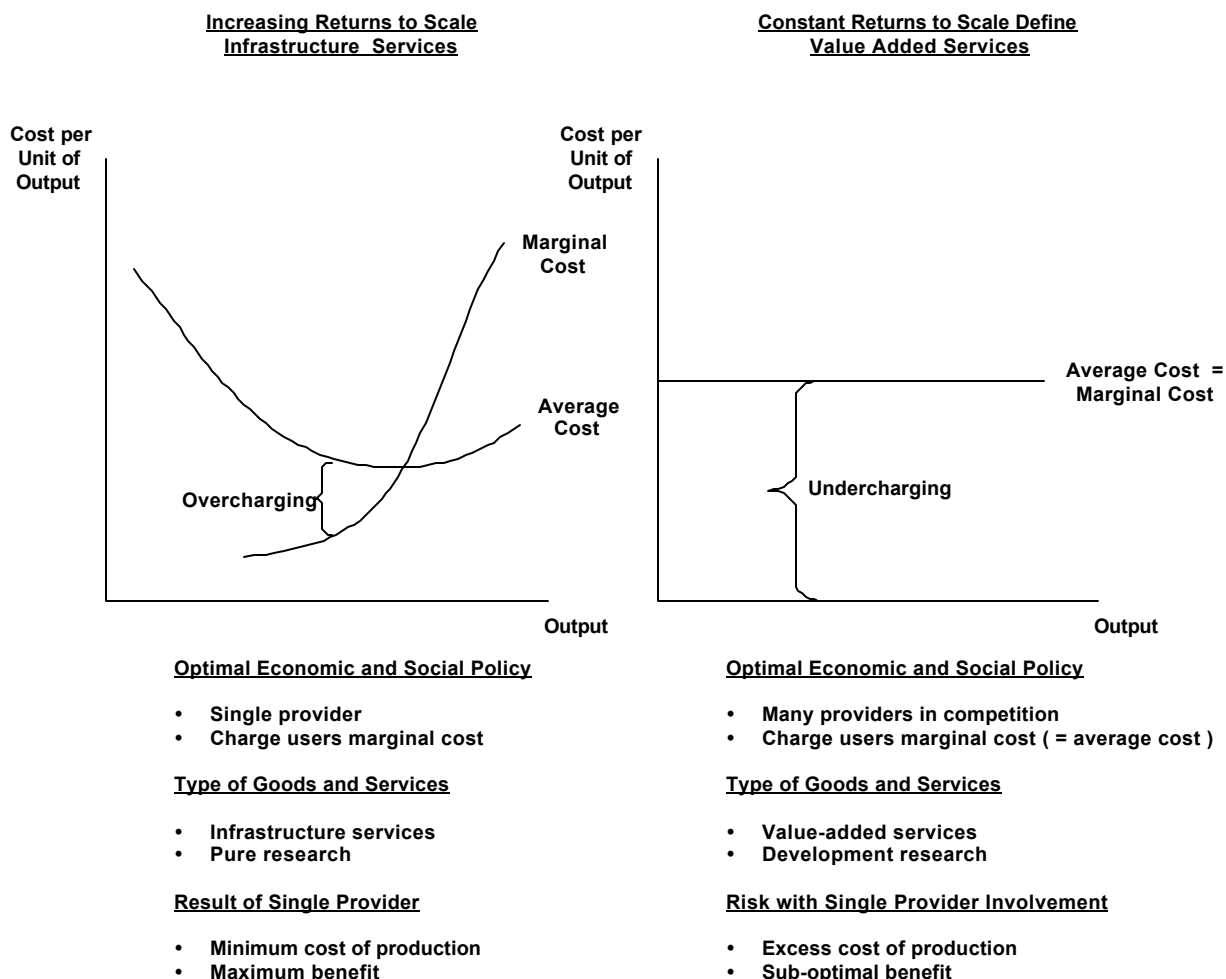 Increasing Returns to Scale
Infrastructure Services
Cost per
Unit of
Output
Marginal
Cost
Average
Cost
Overcharging
Output
Optimal Economic and Social Policy
• Single provider
• Charge users marginal cost
Type of Goods and Services
• Infrastructure services
• Pure research
Result of Single Provider
• Minimum cost of production
• Maximum benefit
Constant Returns to Scale Define
Value Added Services
Cost per
Unit of
Output
Average Cost =
Marginal Cost
Undercharging
Output
Optimal Economic and Social Policy
• Many providers in competition
• Charge users marginal cost ( = average cost )
Type of Goods and Services
• Value-added services
• Development research
Risk with Single Provider Involvement
• Excess cost of production
• Sub-optimal benefit